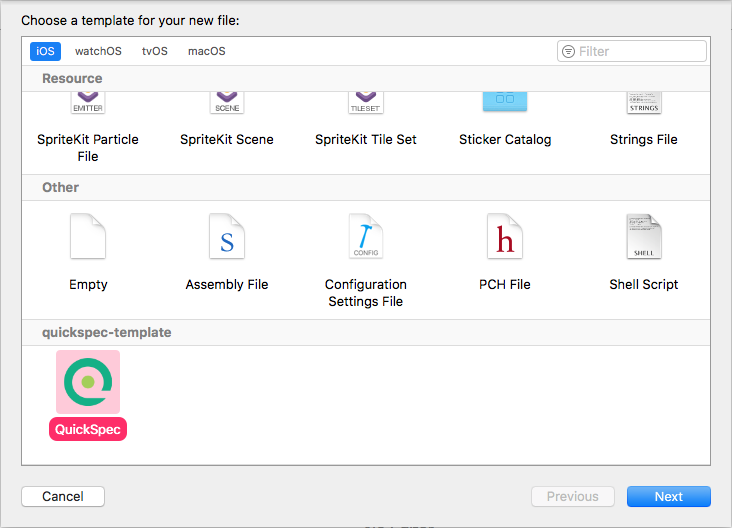 Choose a template for your new file:
iOS watchOS tvOS macOS Filter
Resource
EMITTER SCENE TILESET STRINGS
SpriteKit Particle File SpriteKit Scene SpriteKit Tile Set Sticker Catalog Strings File
Other
S CONFIG h SHELL
Empty Assembly File Configuration Settings File PCH File Shell Script
quickspec-template
QuickSpec
Cancel Previous Next